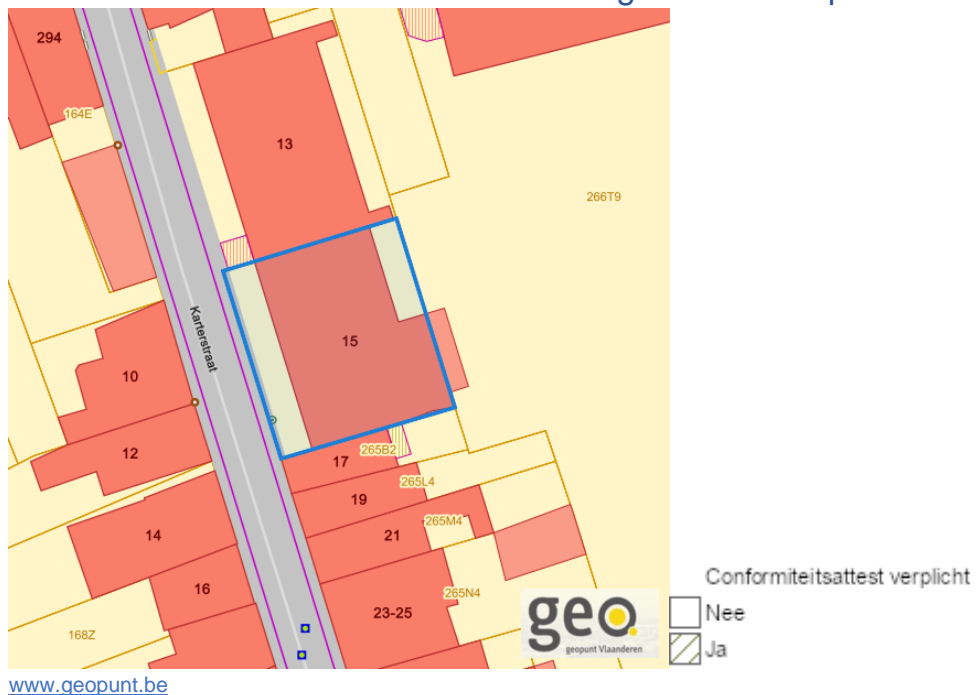 294
164E
13
266T9
Karterstraat
15
10
12
17
265B2
19
265L4
14
21
265M4
16
23-25
265N4
168Z
geo.
geopunt Vlaanderen
Conformiteitsattest verplicht
Nee
Ja
www.geopunt.be